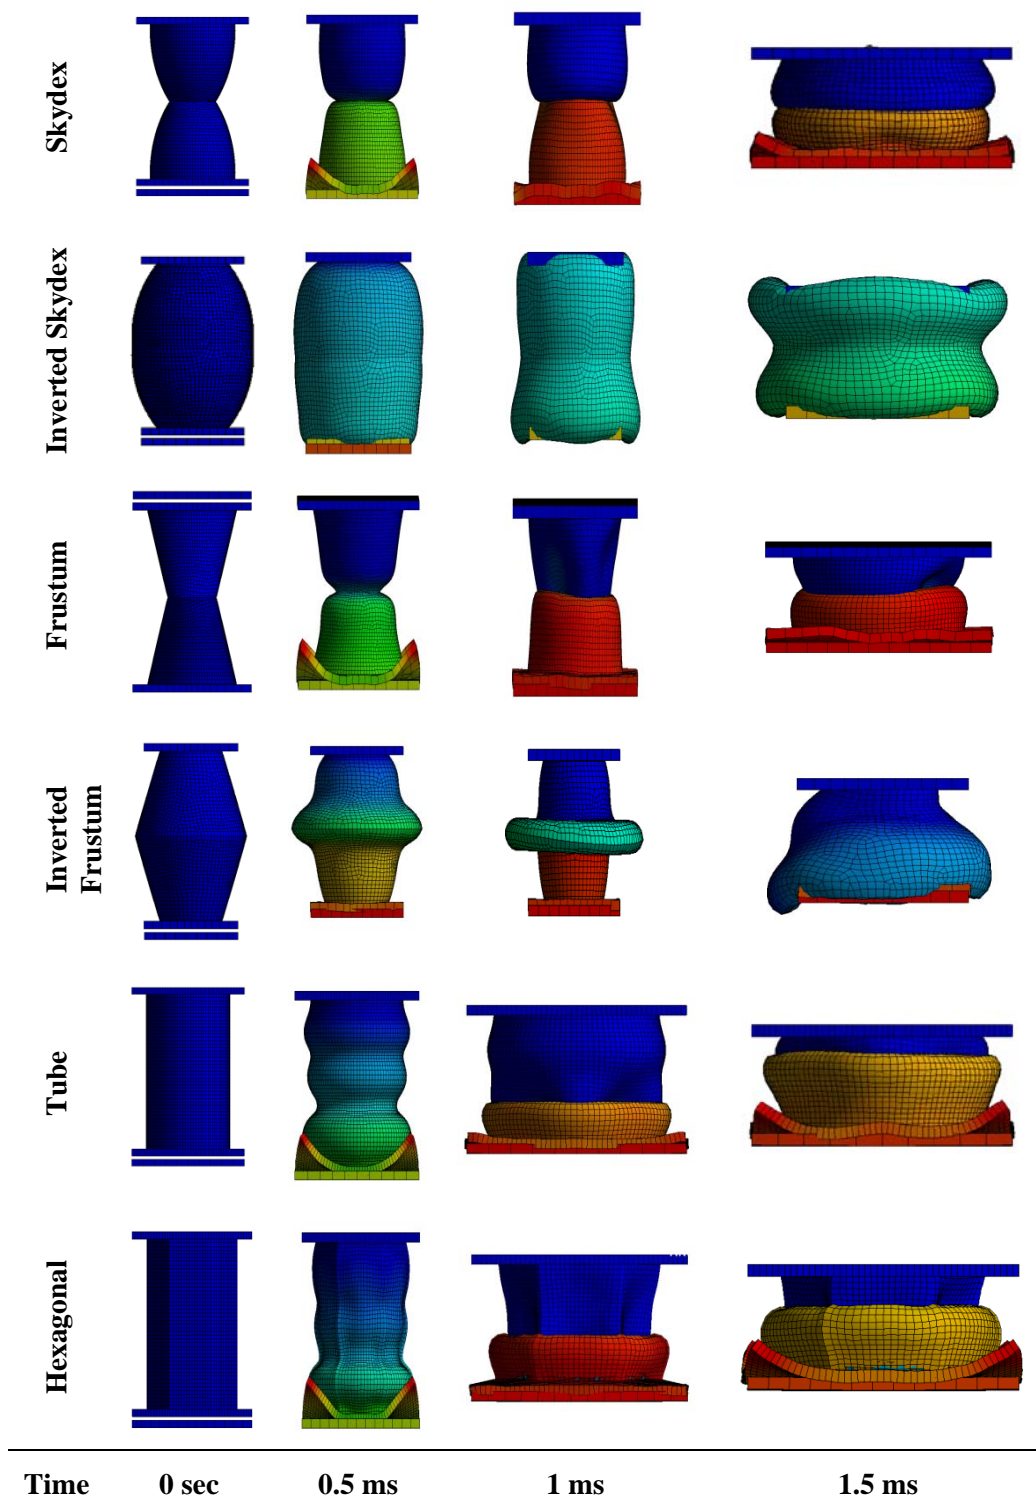 Skydex
Inverted Skydex
Frustum
Inverted
Frustum
Tube
Hexagonal
Time 0 sec 0.5 ms 1 ms 1.5 ms